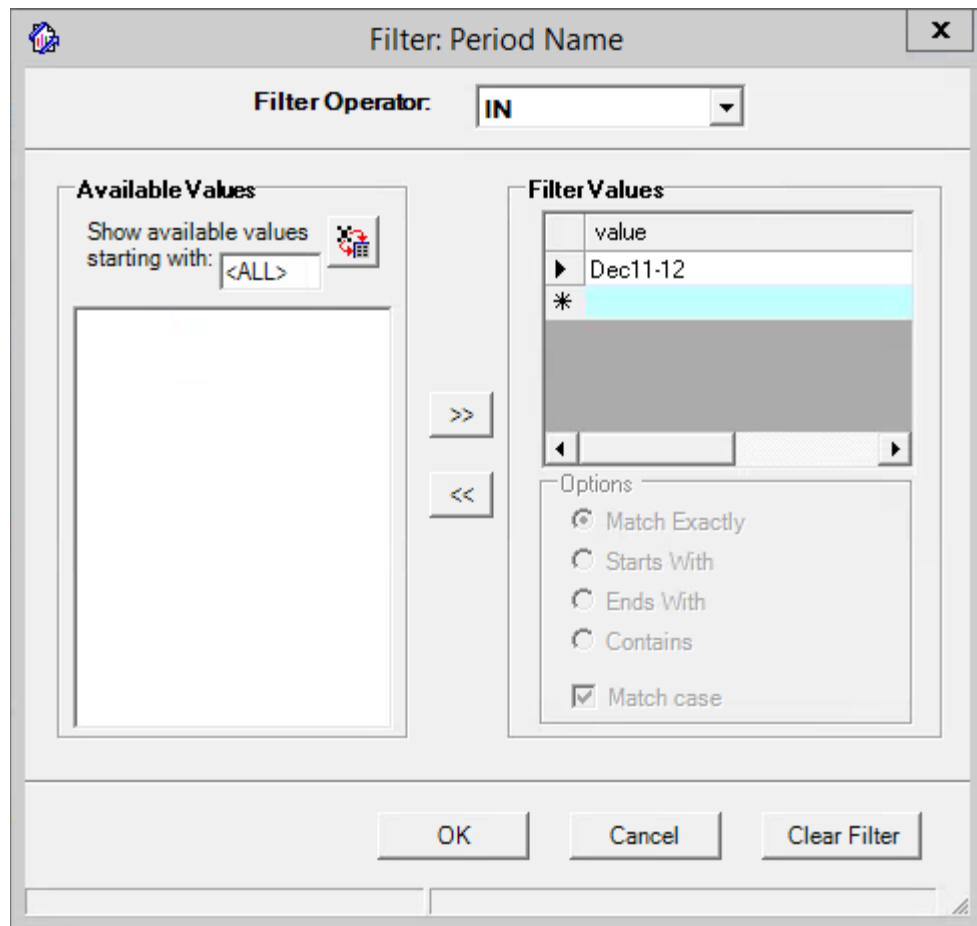 Filter: Period Name
x
Filter Operator:
IN
Available Values
Show available values
starting with:
<ALL>
>>
<<
Filter Values
value
Dec11-12
Options
Match Exactly
Starts With
Ends With
Contains
Match case
OK
Cancel
Clear Filter